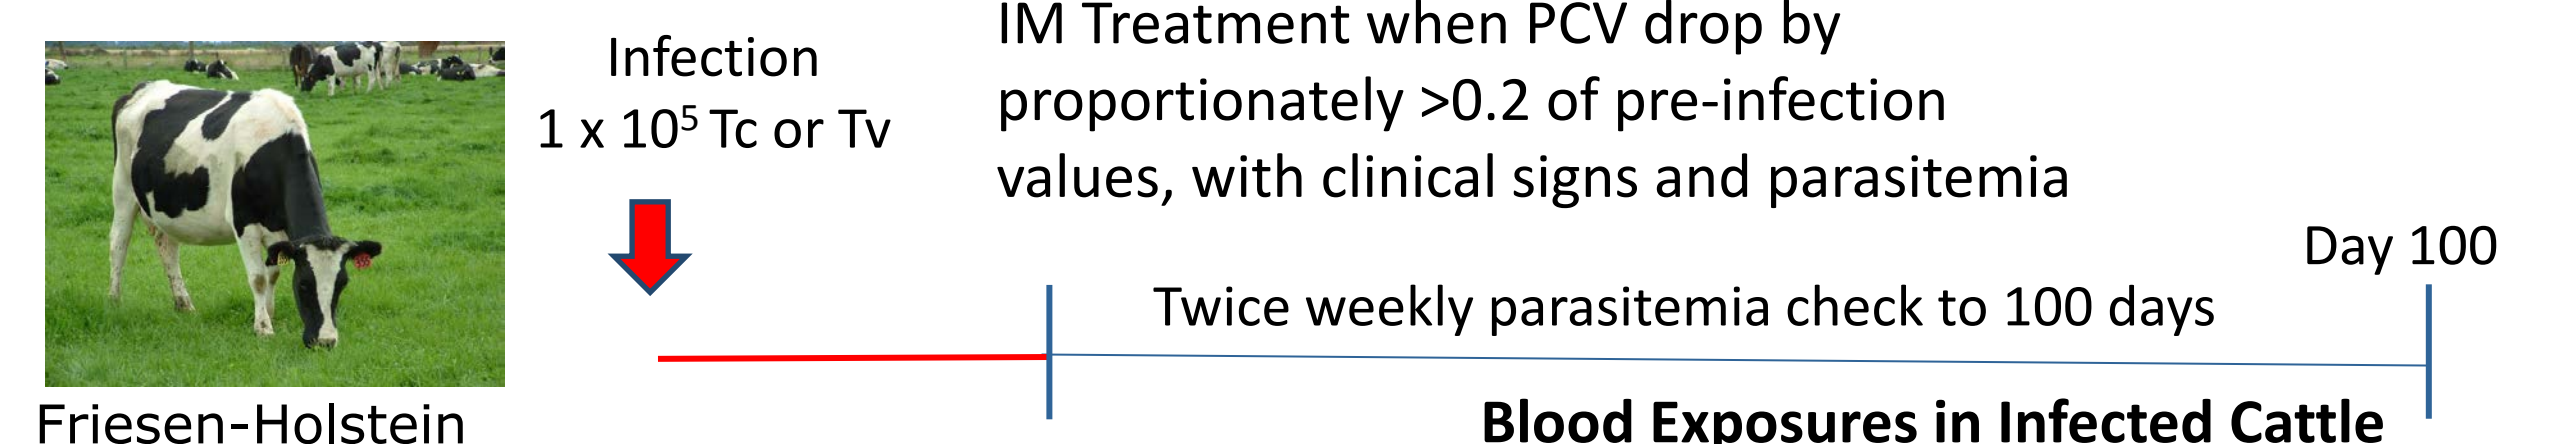 Infection
1 x 10⁵ Tc or Tv
IM Treatment when PCV drop by
proportionately >0.2 of pre-infection
values, with clinical signs and parasitemia
Day 100
Twice weekly parasitemia check to 100 days
Friesen-Holstein
Blood Exposures in Infected Cattle